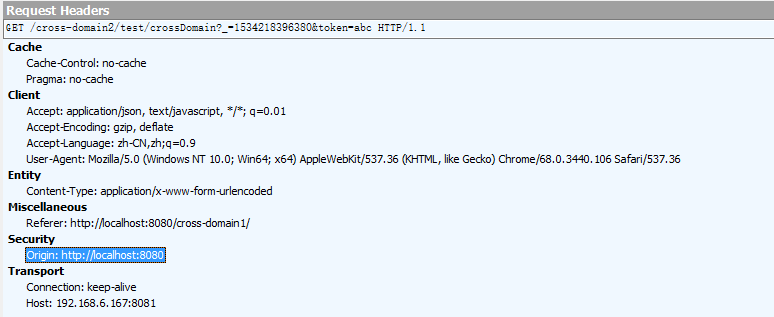 Request Headers
GET /cross-domain2/test/crossDomain?_=1534218396380&token=abc HTTP/1.1
Cache
Cache-Control: no-cache
Pragma: no-cache
Client
Accept: application/json, text/javascript, */*; q=0.01
Accept-Encoding: gzip, deflate
Accept-Language: zh-CN,zh;q=0.9
User-Agent: Mozilla/5.0 (Windows NT 10.0; Win64; x64) AppleWebKit/537.36 (KHTML, like Gecko) Chrome/68.0.3440.106 Safari/537.36
Entity
Content-Type: application/x-www-form-urlencoded
Miscellaneous
Referer: http://localhost:8080/cross-domain1/
Security
Origin: http://localhost:8080
Transport
Connection: keep-alive
Host: 192.168.6.167:8081